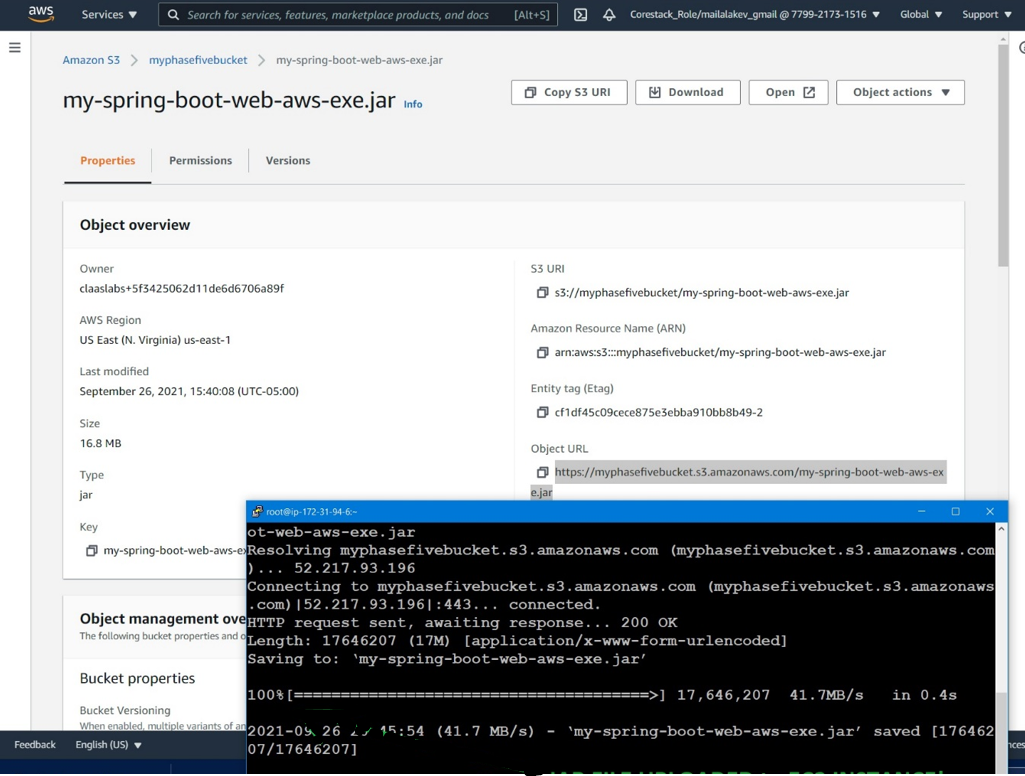 aws
Services
Search for services, features, marketplace products, and docs [Alt+S]
Corestack_Role/mailalakev_gmail @ 7799-2173-1516
Global
Support
Amazon S3 > myphasefivebucket > my-spring-boot-web-aws-exe.jar
my-spring-boot-web-aws-exe.jar Info
Copy S3 URI
Download
Open
Object actions
Properties
Permissions
Versions
Object overview
Owner
claaslabs+5f3425062d11de6d6706a89f
AWS Region
US East (N. Virginia) us-east-1
Last modified
September 26, 2021, 15:40:08 (UTC-05:00)
Size
16.8 MB
Type
jar
Key
my-spring-boot-web-aws-ex
S3 URI
s3://myphasefivebucket/my-spring-boot-web-aws-exe.jar
Amazon Resource Name (ARN)
arn:aws:s3:::myphasefivebucket/my-spring-boot-web-aws-exe.jar
Entity tag (Etag)
cf1df45c09cece875e3ebba910bb8b49-2
Object URL
https://myphasefivebucket.s3.amazonaws.com/my-spring-boot-web-aws-ex
e.jar
Object management ove
The following bucket properties and o
Bucket properties
Bucket Versioning
When enabled, multiple variants of an
Feedback
English (US)
root@ip-172-31-94-6:~
ot-web-aws-exe.jar
Resolving myphasefivebucket.s3.amazonaws.com (myphasefivebucket.s3.amazonaws.com
)... 52.217.93.196
Connecting to myphasefivebucket.s3.amazonaws.com (myphasefivebucket.s3.amazonaws
.com)|52.217.93.196|:443... connected.
HTTP request sent, awaiting response... 200 OK
Length: 17646207 (17M) [application/x-www-form-urlencoded]
Saving to: ‘my-spring-boot-web-aws-exe.jar’
100%[======================================>] 17,646,207 41.7MB/s in 0.4s
(41.7 MB/s) - ‘my-spring-boot-web-aws-exe.jar’ saved [176462
07/17646207]